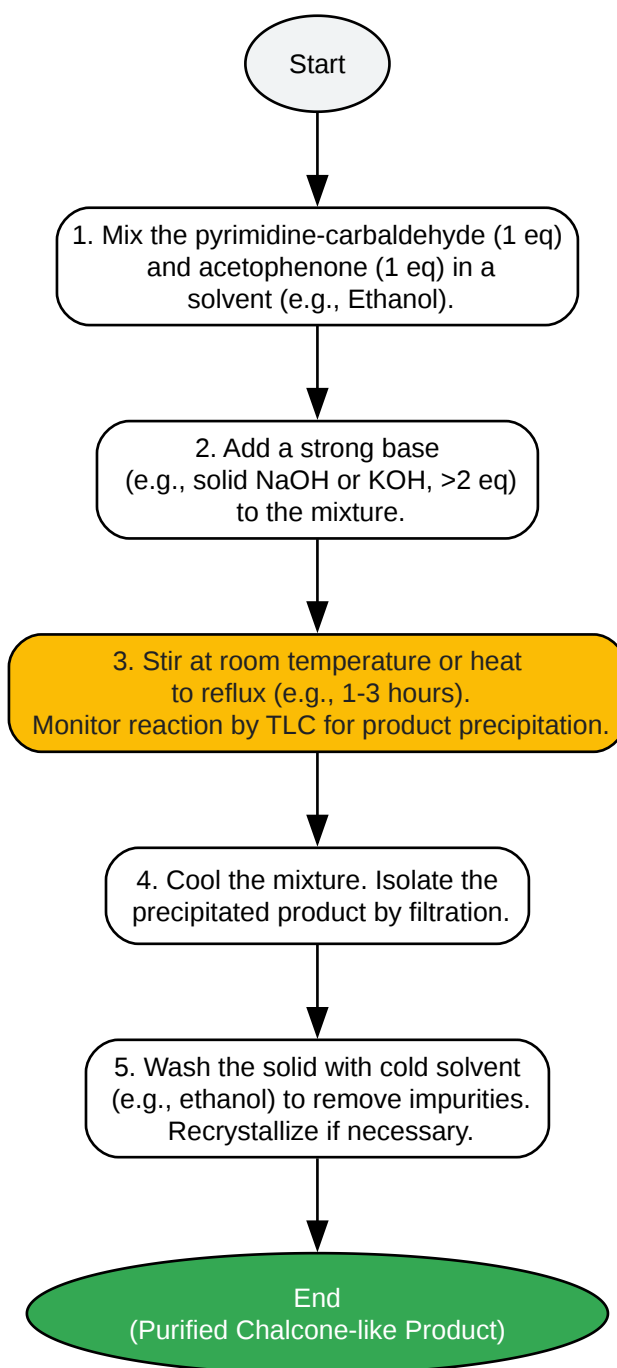 Start
1. Mix the pyrimidine-carbaldehyde (1 eq)
and acetophenone (1 eq) in a
solvent (e.g., Ethanol).
2. Add a strong base
(e.g., solid NaOH or KOH, >2 eq)
to the mixture.
3. Stir at room temperature or heat
to reflux (e.g., 1-3 hours).
Monitor reaction by TLC for product precipitation.
4. Cool the mixture. Isolate the
precipitated product by filtration.
5. Wash the solid with cold solvent
(e.g., ethanol) to remove impurities.
Recrystallize if necessary.
End
(Purified Chalcone-like Product)